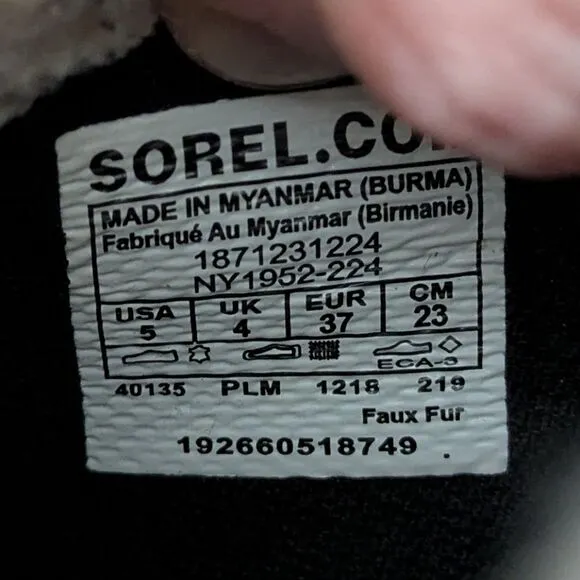 SOREL.CO
MADE IN MYANMAR (BURMA)
Fabriqué Au Myanmar (Birmanie)
1871231224
NY1952-224
USA UK EUR CM
5 4 37 23
ECA-3
40135 PLM 1218 219
Faux Fur
192660518749 .